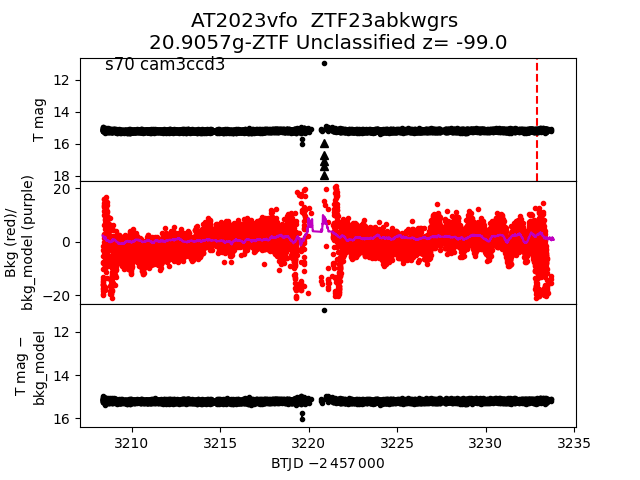 AT2023vfo  ZTF23abkwgrs
20.9057g-ZTF Unclassified z= -99.0
s70 cam3ccd3
T mag
12
14
16
18
Bkg (red)/
bkg_model (purple)
20
0
−20
T mag −
bkg_model
12
14
16
3210 3215 3220 3225 3230 3235
BTJD −2 457 000